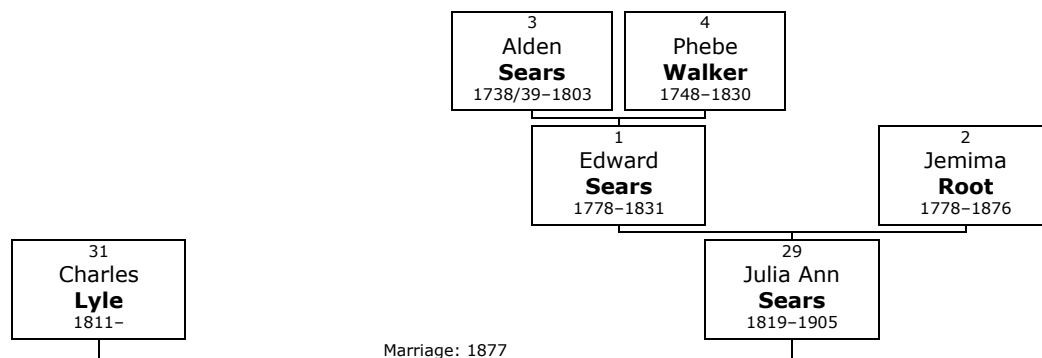 3
Alden
Sears
1738/39–1803
4
Phebe
Walker
1748–1830
1
Edward
Sears
1778–1831
2
Jemima
Root
1778–1876
31
Charles
Lyle
1811–
29
Julia Ann
Sears
1819–1905
Marriage: 1877